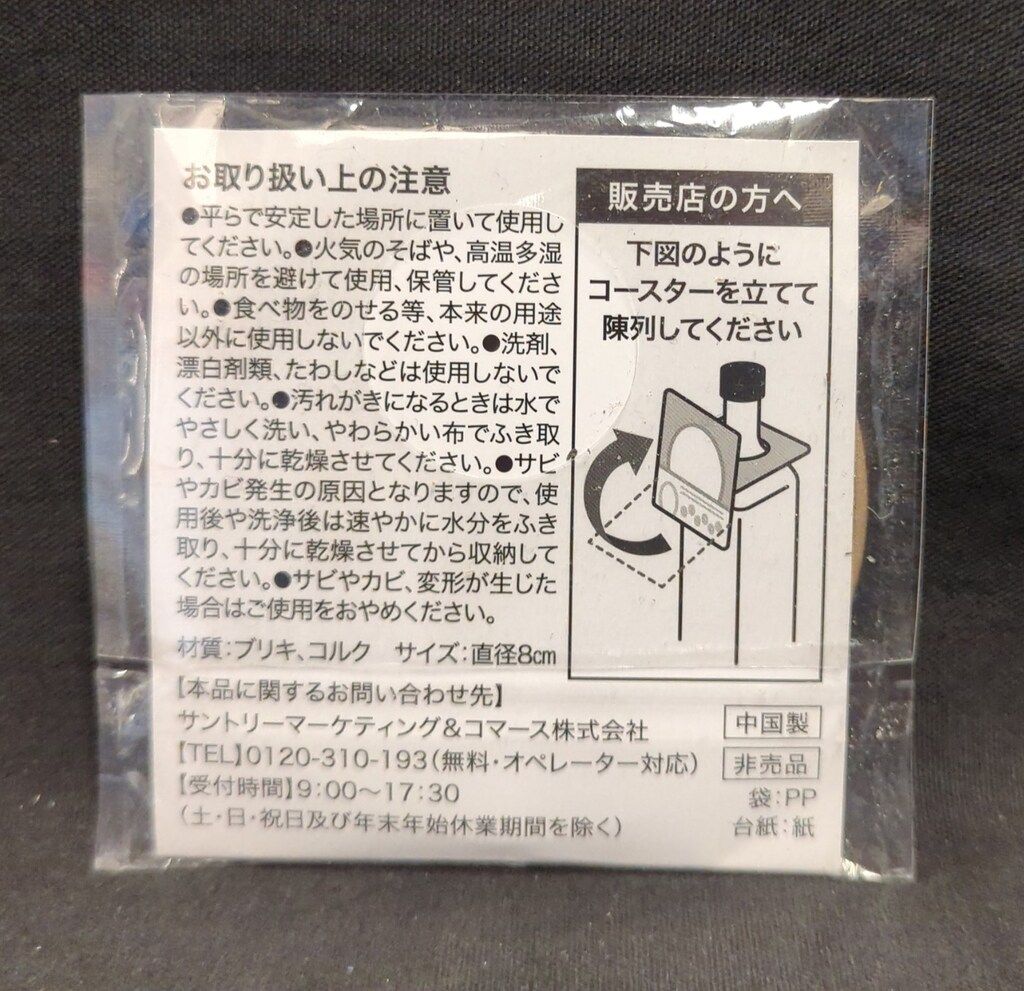 お取り扱い上の注意
●平らで安定した場所に置いて使用し
てください。●火気のそばや、高温多湿
の場所を避けて使用、保管してくださ
い。●食べ物をのせる等、本来の用途
以外に使用しないでください。●洗剤、
漂白剤類、たわしなどは使用しないで
ください。●汚れがきになるときは水で
やさしく洗い、やわらかい布でふき取
り、十分に乾燥させてください。●サビ
やカビ発生の原因となりますので、使
用後や洗浄後は速やかに水分をふき
取り、十分に乾燥させてから収納して
ください。●サビやカビ、変形が生じた
場合はご使用をおやめください。
材質：ブリキ、コルク サイズ：直径8cm
販売店の方へ
下図のように
コースターを立てて
陳列してください
【本品に関するお問い合わせ先】
サントリーマーケティング&コマース株式会社
【TEL】0120-310-193(無料・オペレーター対応)
【受付時間】9:00〜17:30
(土・日・祝日及び年末年始休業期間を除く)
中国製
非売品
袋：PP
台紙：紙